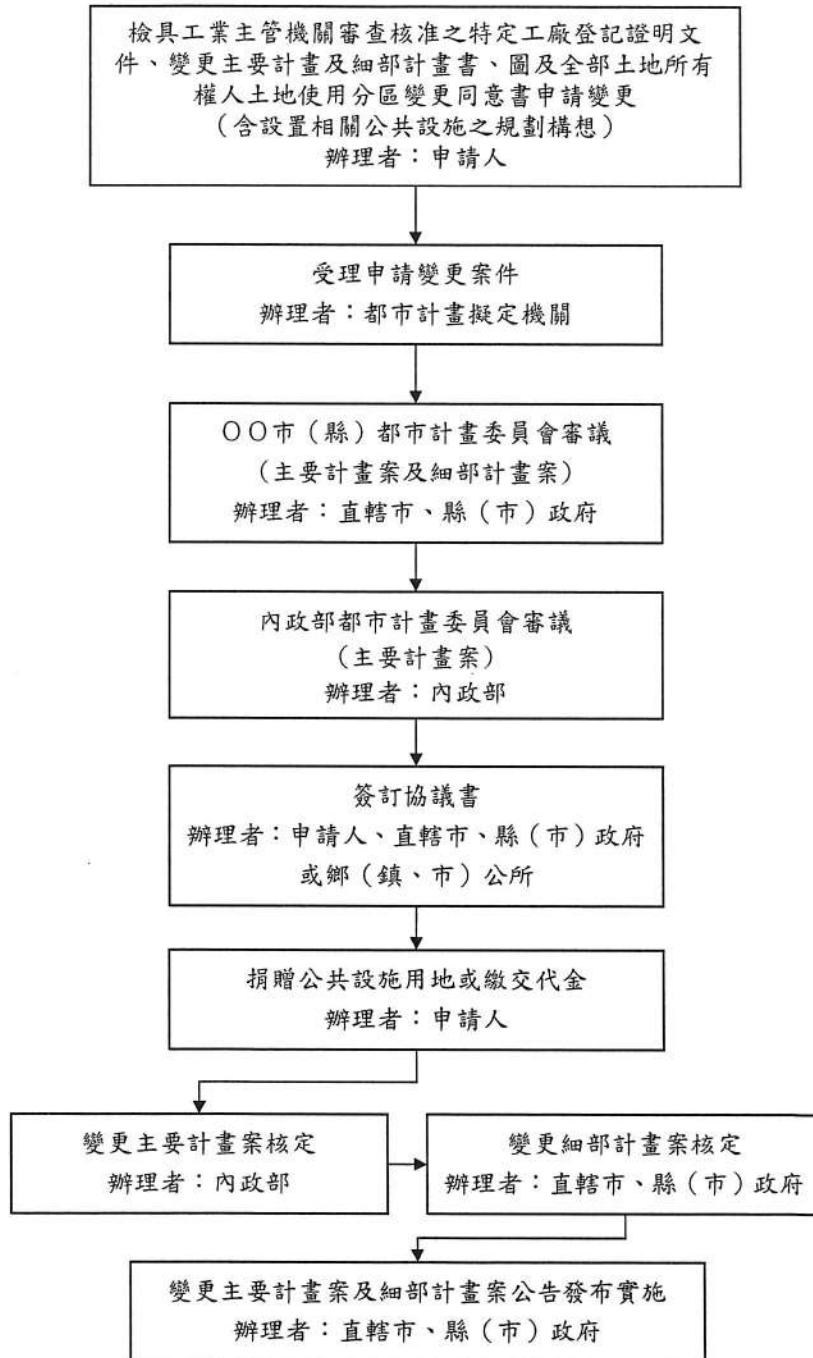 檢具工業主管機關審查核准之特定工廠登記證明文
件、變更主要計畫及細部計畫書、圖及全部土地所有
權人土地使用分區變更同意書申請變更
（含設置相關公共設施之規劃構想）
辦理者：申請人
受理申請變更案件
辦理者：都市計畫擬定機關
〇〇市（縣）都市計畫委員會審議
（主要計畫案及細部計畫案）
辦理者：直轄市、縣（市）政府
內政部都市計畫委員會審議
（主要計畫案）
辦理者：內政部
簽訂協議書
辦理者：申請人、直轄市、縣（市）政府
或鄉（鎮、市）公所
捐贈公共設施用地或繳交代金
辦理者：申請人
變更主要計畫案核定
辦理者：內政部
變更細部計畫案核定
辦理者：直轄市、縣（市）政府
變更主要計畫案及細部計畫案公告發布實施
辦理者：直轄市、縣（市）政府